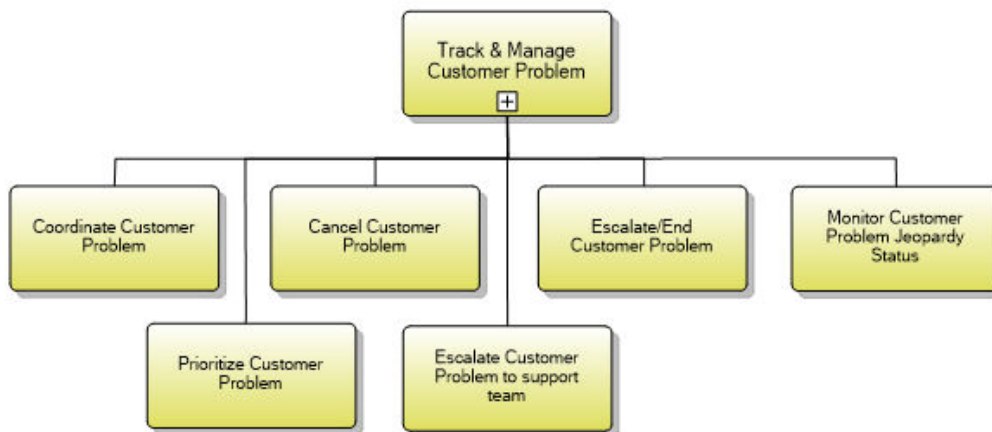 Track & Manage
Customer Problem
Coordinate Customer
Problem
Cancel Customer
Problem
Escalate/End
Customer Problem
Monitor Customer
Problem Jeopardy
Status
Prioritize Customer
Problem
Escalate Customer
Problem to support
team